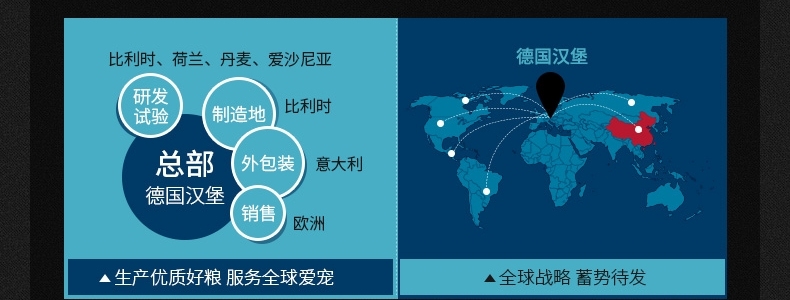 比利时、荷兰、丹麦、爱沙尼亚
研发
试验
制造地
比利时
总部
德国汉堡
外包装
意大利
销售
欧洲
▲生产优质好粮 服务全球爱宠
德国汉堡
▲全球战略 蓄势待发